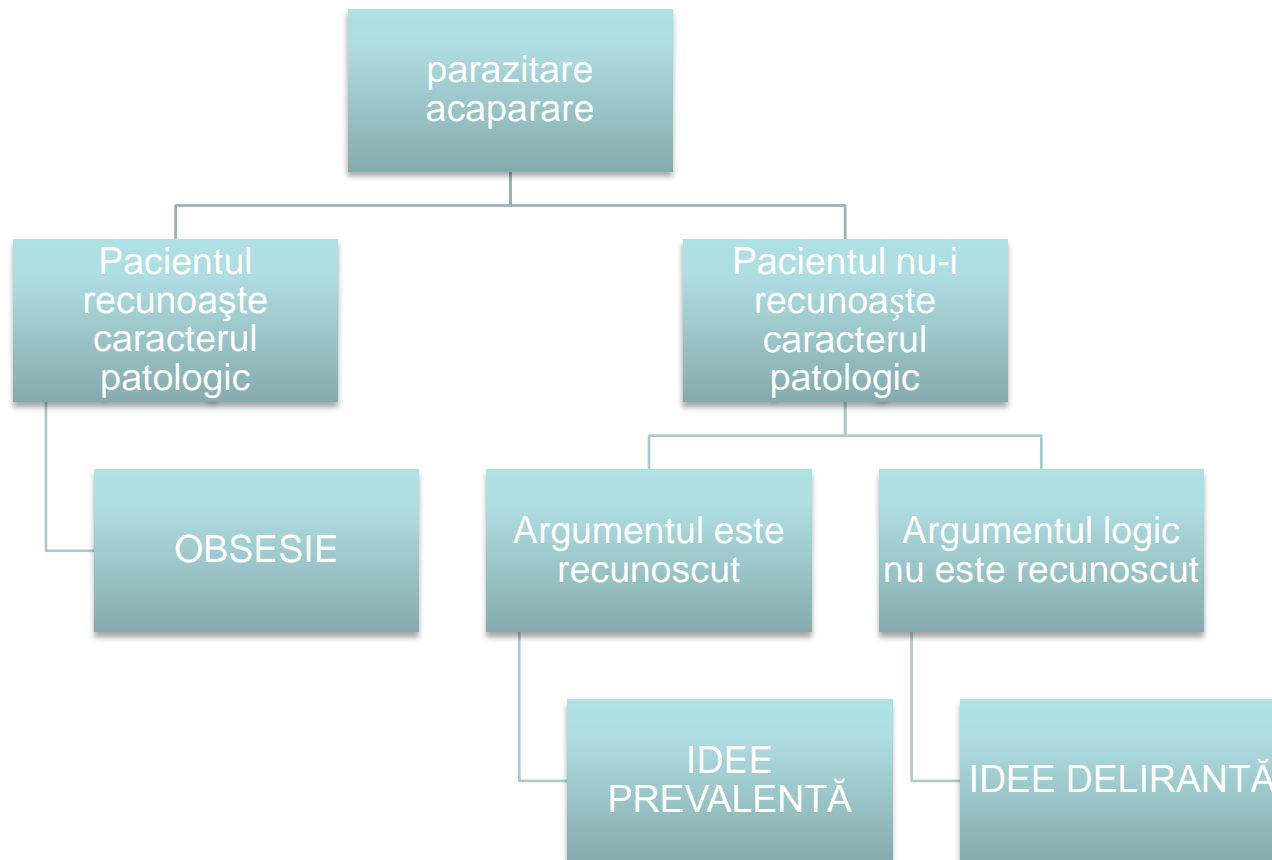 parazitare
acaparare
Pacientul
recunoaşte
caracterul
patologic
Pacientul nu-i
recunoaște
caracterul
patologic
OBSESIE
Argumentul este
recunoscut
Argumentul logic
nu este recunoscut
IDEE
PREVALENTĂ
IDEE DELIRANTĂ